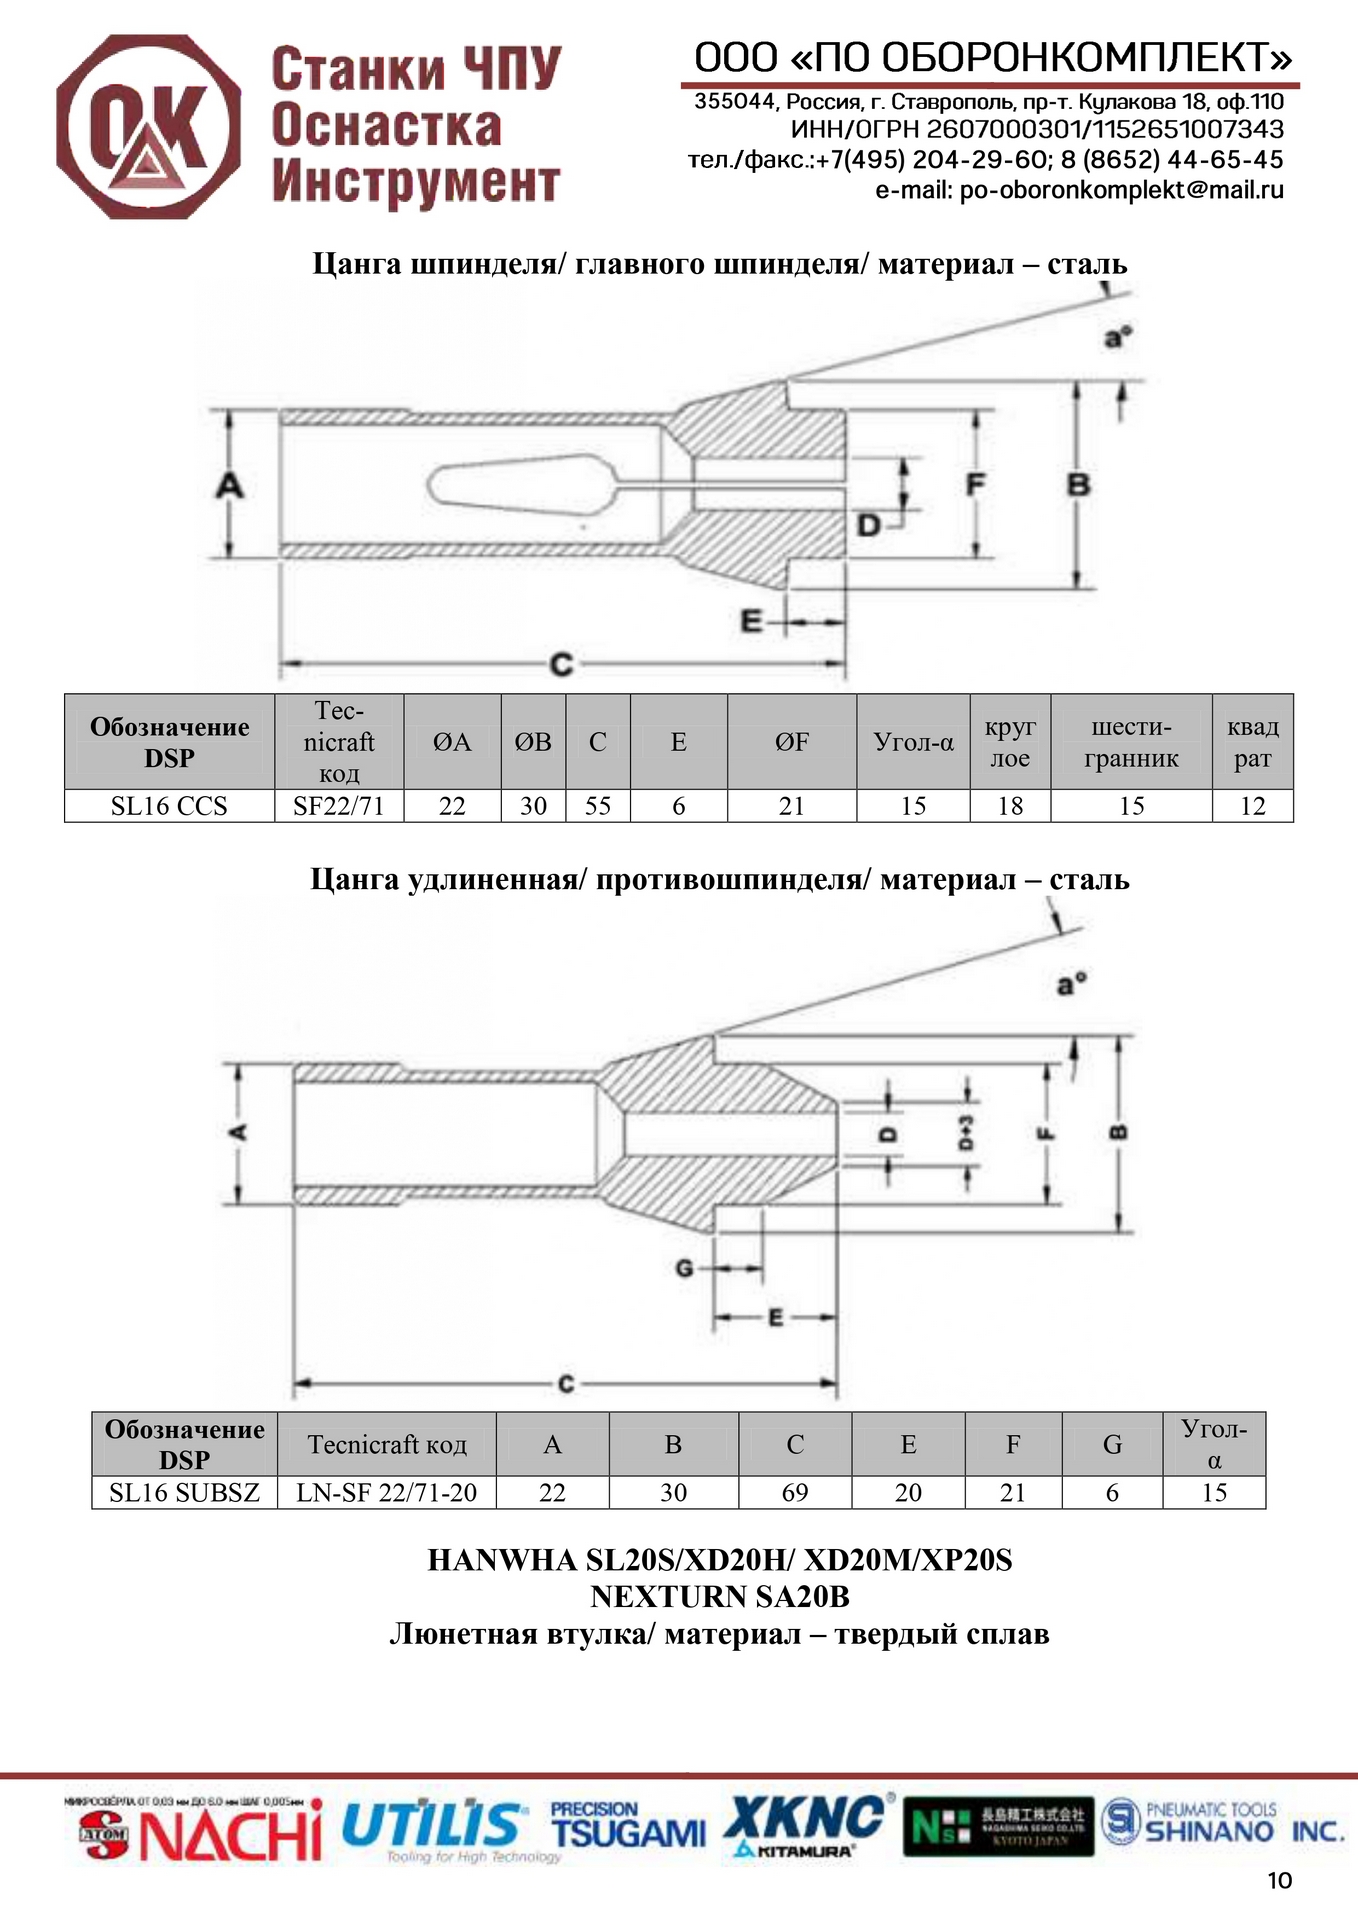 ОК
Станки ЧПУ
Оснастка
Инструмент
ООО «ПО ОБОРОНКОМПЛЕКТ»
355044, Россия, г. Ставрополь, пр-т. Кулакова 18, оф.110
ИНН/ОГРН 2607000301/1152651007343
тел./факс.:+7(495) 204-29-60; 8 (8652) 44-65-45
e-mail: po-oboronkomplekt@mail.ru
Цанга шпинделя/ главного шпинделя/ материал – сталь
a°
A
D
F
B
E
C
Обозначение DSP Tec-nicraft код ØA ØB C E ØF Угол-α круглое шести-гранник квадрат
SL16 CCS SF22/71 22 30 55 6 21 15 18 15 12
Цанга удлиненная/ противошпинделя/ материал – сталь
a°
A
D
D+3
F
B
G
E
C
Обозначение DSP Tecnicraft код A B C E F G Угол-α
SL16 SUBSZ LN-SF 22/71-20 22 30 69 20 21 6 15
HANWHA SL20S/XD20H/ XD20M/XP20S
NEXTURN SA20B
Люнетная втулка/ материал – твердый сплав
МИКРОСВЁРЛА ОТ 0,03 мм ДО 6.0 мм ШАГ 0,005мм
ATOM
NACHI
UTILIS
Tooling for High Technology
PRECISION
TSUGAMI
XKNC®
KITAMURA®
NS
長島精工株式会社
NAGASHIMA SEIKO CO.LTD.
KYOTO JAPAN
PNEUMATIC TOOLS
SHINANO INC.
10